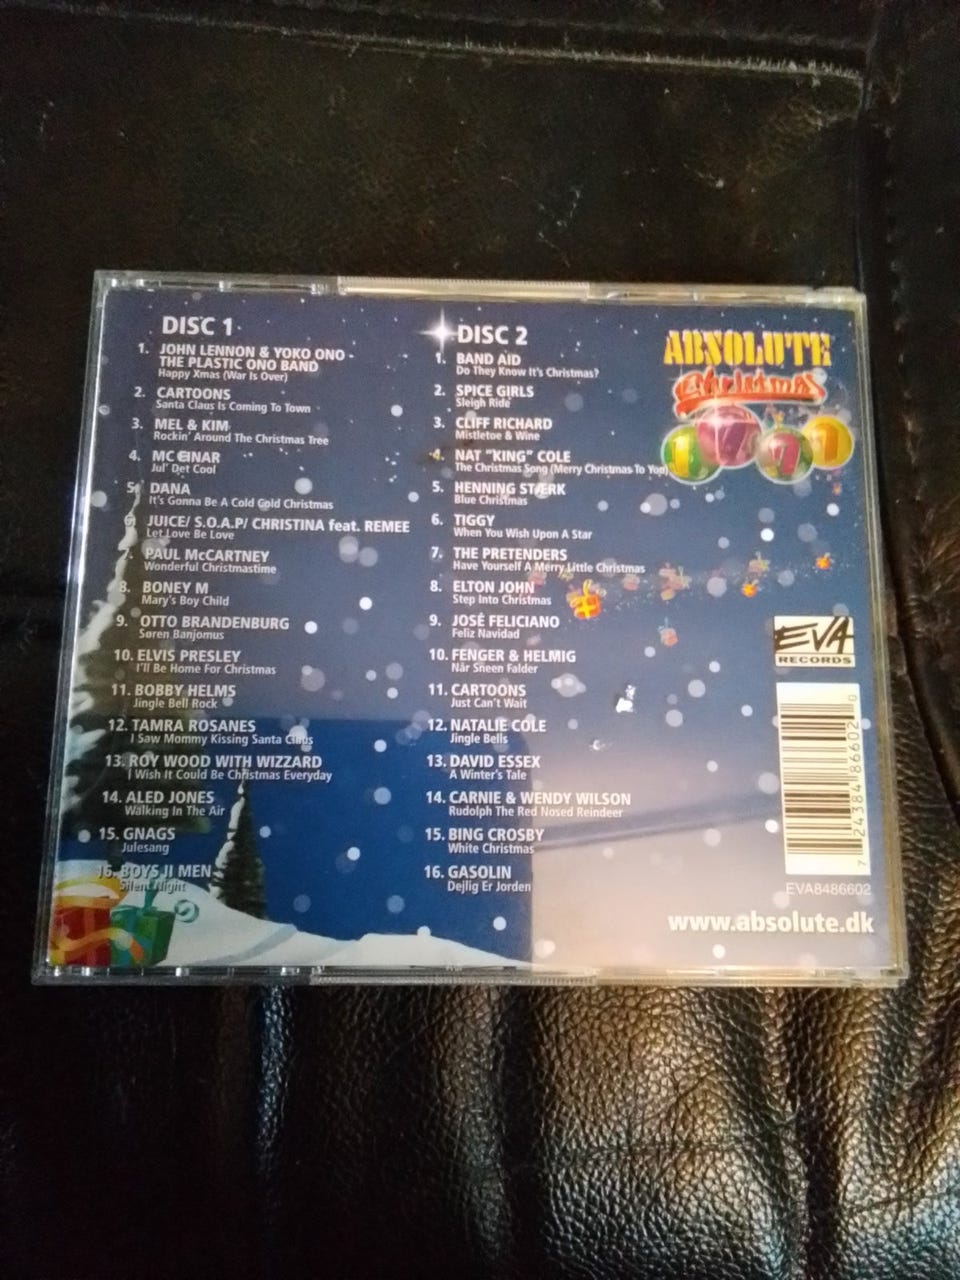 DISC 1
1. JOHN LENNON & YOKO ONO -
THE PLASTIC ONO BAND
Happy Xmas (War Is Over)
2. CARTOONS
Santa Claus Is Coming To Town
3. MEL & KIM
Rockin' Around The Christmas Tree
4. MC EINAR
Jul' Det Cool
5. DANA
It's Gonna Be A Cold Cold Christmas
6. JUICE/ S.O.A.P/ CHRISTINA feat. REMEE
Let Love Be Love
7. PAUL McCARTNEY
Wonderful Christmastime
8. BONEY M
Mary's Boy Child
9. OTTO BRANDENBURG
Søren Banjomus
10. ELVIS PRESLEY
I'll Be Home For Christmas
11. BOBBY HELMS
Jingle Bell Rock
12. TAMRA ROSANES
I Saw Mommy Kissing Santa Claus
13. ROY WOOD WITH WIZZARD
I Wish It Could Be Christmas Everyday
14. ALED JONES
Walking In The Air
15. GNAGS
Julesang
16. BOYS II MEN
Silent Night
DISC 2
1. BAND AID
Do They Know It's Christmas?
2. SPICE GIRLS
Sleigh Ride
3. CLIFF RICHARD
Mistletoe & Wine
4. NAT "KING" COLE
The Christmas Song (Merry Christmas To You)
5. HENNING STÆRK
Blue Christmas
6. TIGGY
When You Wish Upon A Star
7. THE PRETENDERS
Have Yourself A Merry Little Christmas
8. ELTON JOHN
Step Into Christmas
9. JOSÉ FELICIANO
Feliz Navidad
10. FENGER & HELMIG
Når Sneen Falder
11. CARTOONS
Just Can't Wait
12. NATALIE COLE
Jingle Bells
13. DAVID ESSEX
A Winter's Tale
14. CARNIE & WENDY WILSON
Rudolph The Red Nosed Reindeer
15. BING CROSBY
White Christmas
16. GASOLIN
Dejlig Er Jorden
ABSOLUTE
Christmas
EVA
RECORDS
7 24384 86602 0
EVA8486602
www.absolute.dk